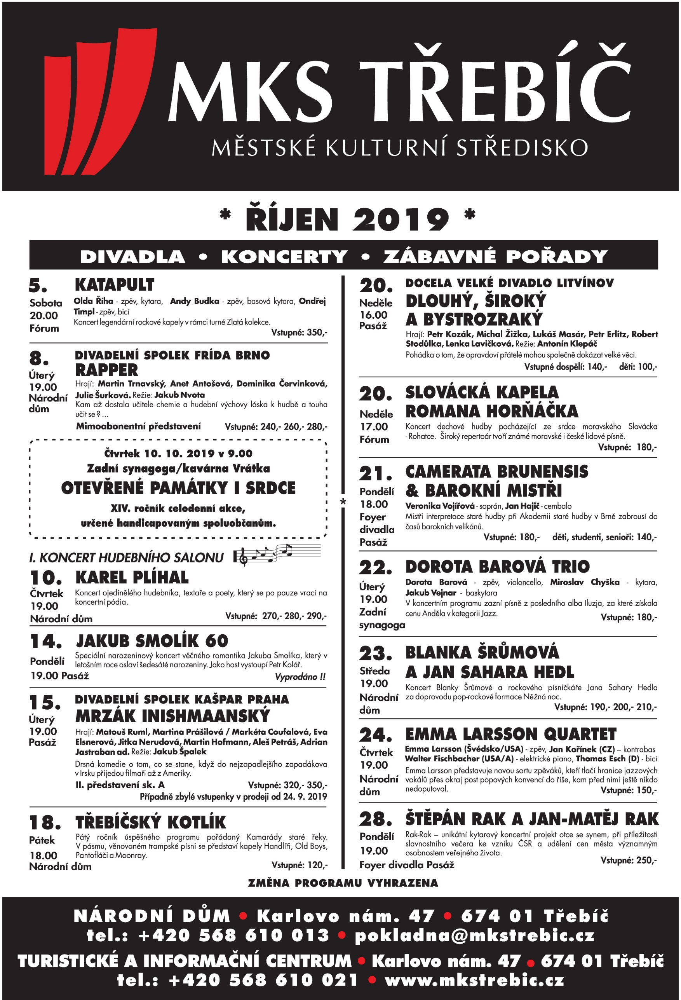 MKS TŘEBÍČ
MĚSTSKÉ KULTURNÍ STŘEDISKO
* ŘÍJEN 2019 *
DIVADLA • KONCERTY • ZÁBAVNÉ POŘADY
5. KATAPULT
Sobota
20.00
Fórum
Olda Říha - zpěv, kytara, Andy Budka - zpěv, basová kytara, Ondřej
Timpl - zpěv, bicí
Koncert legendární rockové kapely v rámci turné Zlatá kolekce.
Vstupné: 350,-
8. DIVADELNÍ SPOLEK FRÍDA BRNO
RAPPER
Úterý
19.00
Národní
dům
Hrají: Martin Trnavský, Anet Antošová, Dominika Červinková,
Julie Šurková. Režie: Jakub Nvota
Kam až dostala učitele chemie a hudební výchovy láska k hudbě a touha
učit se ? ...
Mimoabonentní představení Vstupné: 240,- 260,- 280,-
Čtvrtek 10. 10. 2019 v 9.00
Zadní synagoga/kavárna Vrátka
OTEVŘENÉ PAMÁTKY I SRDCE
XIV. ročník celodenní akce,
určené handicapovaným spoluobčanům.
I. KONCERT HUDEBNÍHO SALONU
10. KAREL PLÍHAL
Čtvrtek
19.00
Národní dům
Koncert ojedinělého hudebníka, textaře a poety, který se po pauze vrací na
koncertní pódia.
Vstupné: 270,- 280,- 290,-
14. JAKUB SMOLÍK 60
Pondělí
19.00 Pasáž
Speciální narozeninový koncert věčného romantika Jakuba Smolíka, který v
letošním roce oslaví šedesáté narozeniny. Jako host vystoupí Petr Kolář.
Vyprodáno !!
15. DIVADELNÍ SPOLEK KAŠPAR PRAHA
MRZÁK INISHMAANSKÝ
Úterý
19.00
Pasáž
Hrají: Matouš Ruml, Martina Prášilová / Markéta Coufalová, Eva
Elsnerová, Jitka Nerudová, Martin Hofmann, Aleš Petráš, Adrian
Jastraban ad. Režie: Jakub Špalek
Drsná komedie o tom, co se stane, když do nejzapadlejšího zapadákova
v Irsku přijedou filmaři až z Ameriky.
II. představení sk. A Vstupné: 320,- 350,-
Případně zbylé vstupenky v prodeji od 24. 9. 2019
18. TŘEBÍČSKÝ KOTLÍK
Pátek
18.00
Národní dům
Pátý ročník úspěšného programu pořádaný Kamarády staré řeky.
V pásmu, věnovaném trampské písni se představí kapely Handlíři, Old Boys,
Pantofláči a Moonray.
Vstupné: 120,-
*
20. DOCELA VELKÉ DIVADLO LITVÍNOV
DLOUHÝ, ŠIROKÝ
A BYSTROZRAKÝ
Neděle
16.00
Pasáž
Hrají: Petr Kozák, Michal Žižka, Lukáš Masár, Petr Erlitz, Robert
Stodůlka, Lenka Lavičková. Režie: Antonín Klepáč
Pohádka o tom, že opravdoví přátelé mohou společně dokázat velké věci.
Vstupné dospělí: 140,- děti: 100,-
20. SLOVÁCKÁ KAPELA
ROMANA HORŇÁČKA
Neděle
17.00
Fórum
Koncert dechové hudby pocházející ze srdce moravského Slovácka
- Rohatce. Široký repertoár tvoří známé moravské i české lidové písně.
Vstupné: 180,-
21. CAMERATA BRUNENSIS
& BAROKNÍ MISTŘI
Pondělí
18.00
Foyer
divadla
Pasáž
Veronika Vojířová - soprán, Jan Hajič - cembalo
Mistři interpretace staré hudby při Akademii staré hudby v Brně zabrousí do
časů barokních velikánů.
Vstupné: 180,- děti, studenti, senioři: 140,-
22. DOROTA BAROVÁ TRIO
Úterý
19.00
Zadní
synagoga
Dorota Barová - zpěv, violoncello, Miroslav Chyška - kytara,
Jakub Vejnar - baskytara
V koncertním programu zazní písně z posledního alba Iluzja, za které získala
cenu Anděla v kategorii Jazz.
Vstupné: 180,-
23. BLANKA ŠRŮMOVÁ
A JAN SAHARA HEDL
Středa
19.00
Národní
dům
Koncert Blanky Šrůmové a rockového písničkáře Jana Sahary Hedla
za doprovodu pop-rockové formace Něžná noc.
Vstupné: 190,- 200,- 210,-
24. EMMA LARSSON QUARTET
Čtvrtek
19.00
Národní
dům
Emma Larsson (Švédsko/USA) - zpěv, Jan Kořínek (CZ) – kontrabas
Walter Fischbacher (USA/A) - elektrické piano, Thomas Esch (D) - bicí
Emma Larsson představuje novou sortu zpěváků, kteří tlačí hranice jazzových
vokálů přes okraj post popových konvencí do říše, kam před nimi ještě nikdo
nedoputoval.
Vstupné: 150,-
28. ŠTĚPÁN RAK A JAN-MATĚJ RAK
Pondělí
19.00
Foyer divadla Pasáž
Rak-Rak – unikátní kytarový koncertní projekt otce se synem, při příležitosti
slavnostního večera ke vzniku ČSR a udělení cen města významným
osobnostem veřejného života.
Vstupné: 250,-
ZMĚNA PROGRAMU VYHRAZENA
NÁRODNÍ DŮM • Karlovo nám. 47 • 674 01 Třebíč
tel.: +420 568 610 013 • pokladna@mkstrebic.cz
TURISTICKÉ A INFORMAČNÍ CENTRUM • Karlovo nám. 47 • 674 01 Třebíč
tel.: +420 568 610 021 • www.mkstrebic.cz